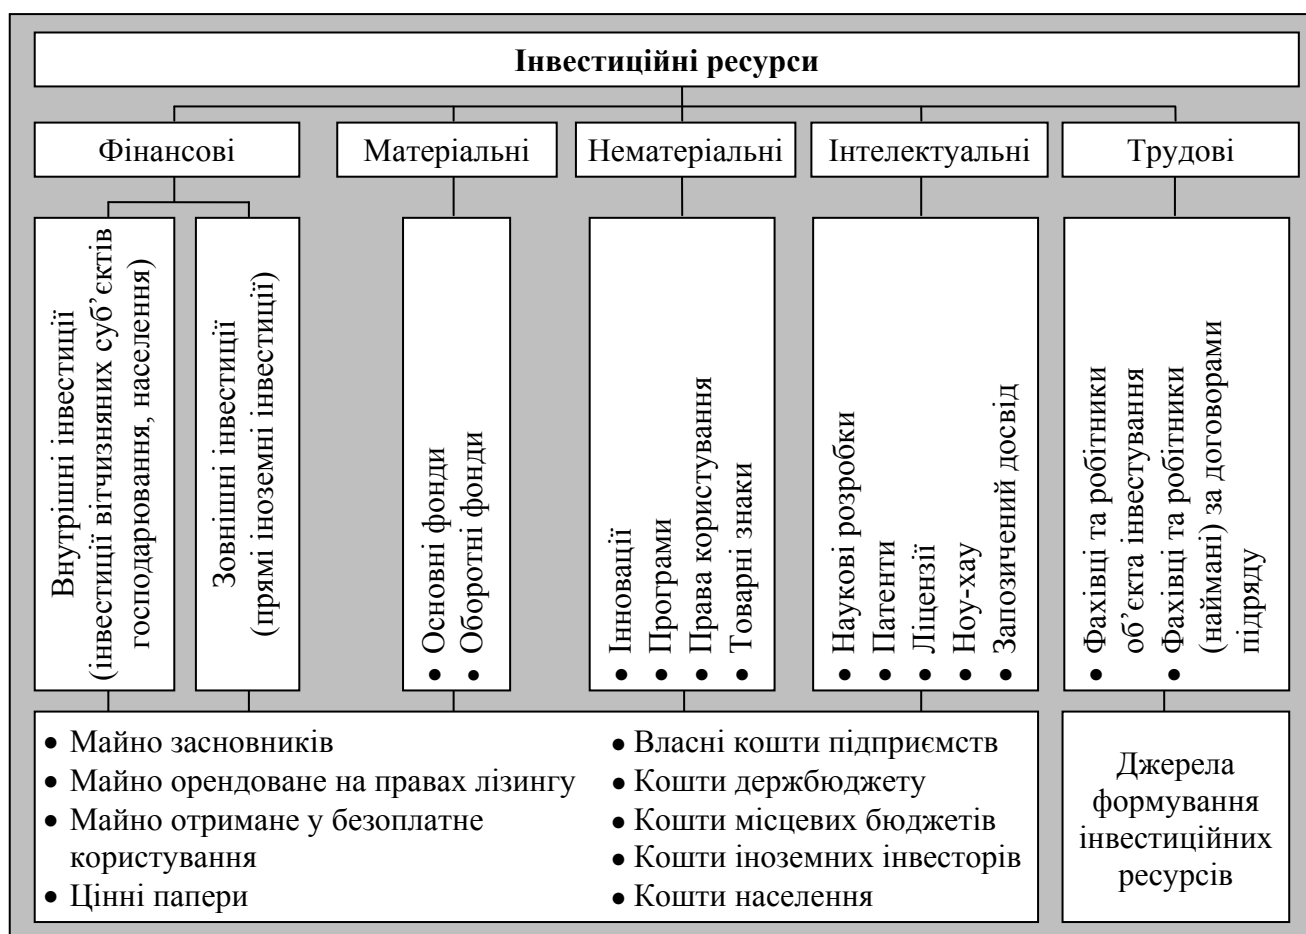 Інвестиційні ресурси
Фінансові
Матеріальні
Нематеріальні
Інтелектуальні
Трудові
Внутрішні інвестиції
(інвестиції вітчизняних суб’єктів
господарювання, населення)
Зовнішні інвестиції
(прямі іноземні інвестиції)
• Основні фонди
• Оборотні фонди
• Інновації
• Програми
• Права користування
• Товарні знаки
• Наукові розробки
• Патенти
• Ліцензії
• Ноу-хау
• Запозичений досвід
• Фахівці та робітники
об’єкта інвестування
• Фахівці та робітники
(наймані) за договорами
підряду
• Майно засновників
• Майно орендоване на правах лізингу
• Майно отримане у безоплатне
користування
• Цінні папери
• Власні кошти підприємств
• Кошти держбюджету
• Кошти місцевих бюджетів
• Кошти іноземних інвесторів
• Кошти населення
Джерела
формування
інвестиційних
ресурсів